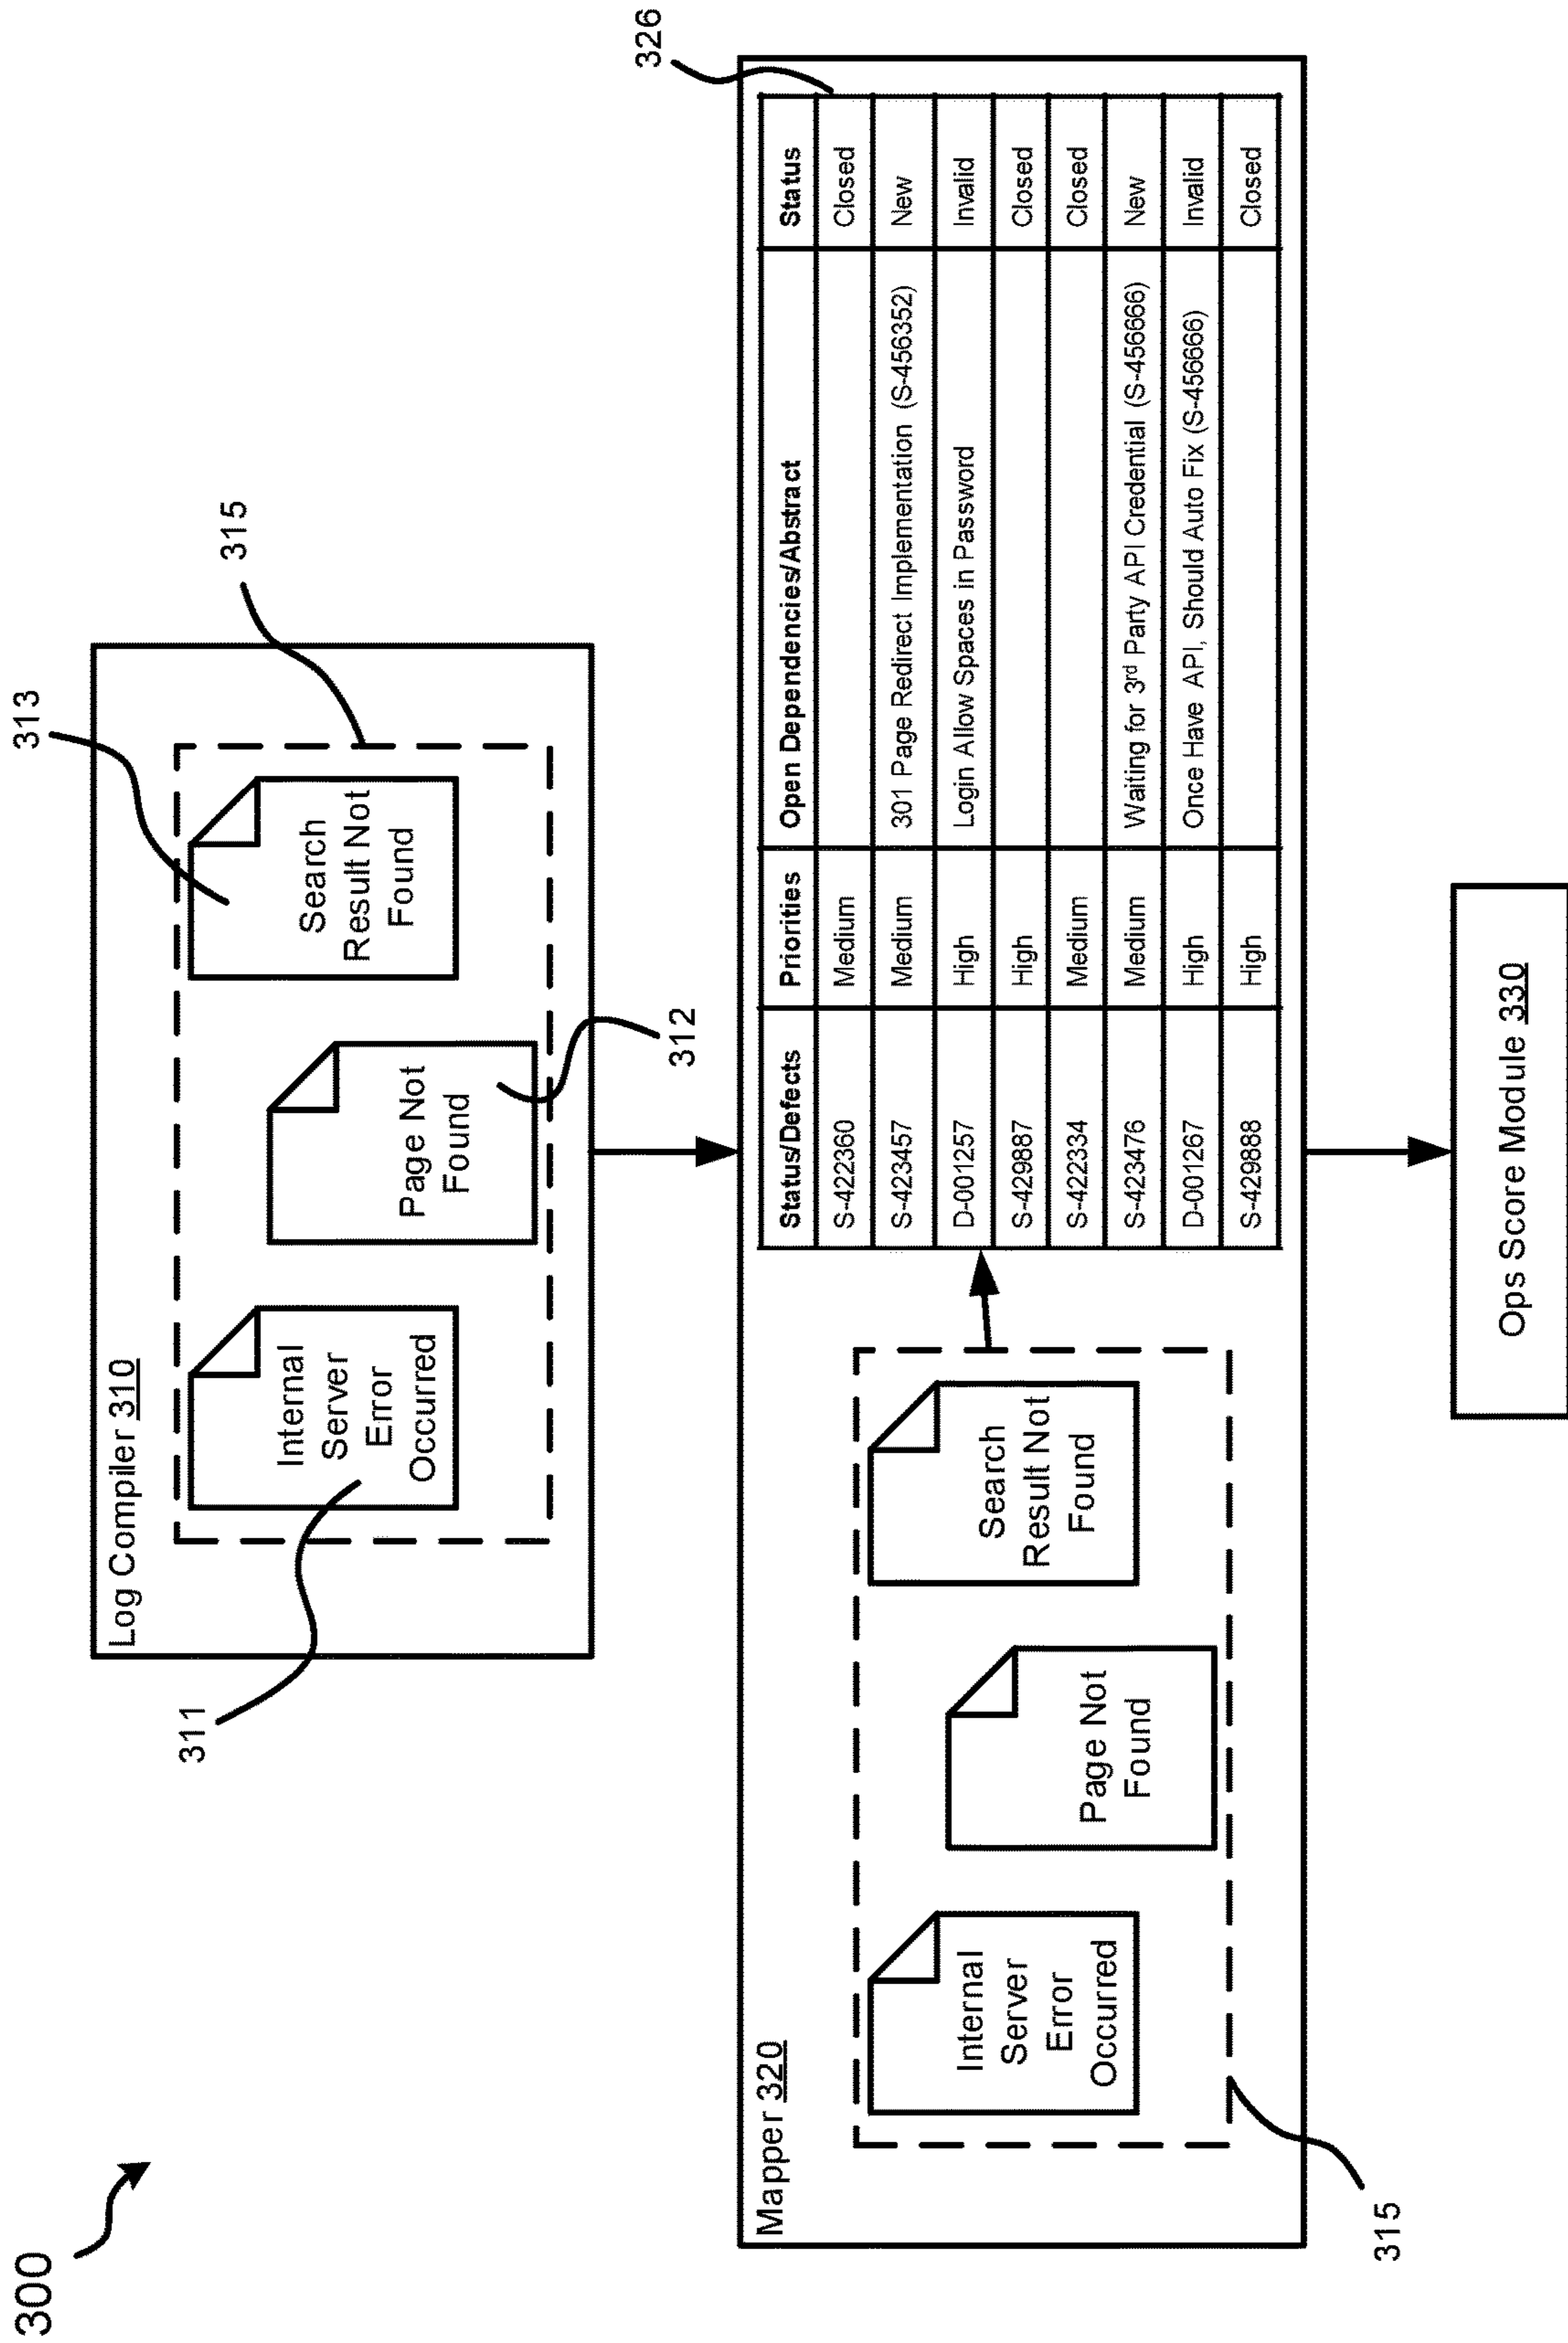 300
Log Compiler 310
311
Internal
Server
Error
Occurred
Page Not
Found
312
Search
Result Not
Found
313
315
Mapper 320
Internal
Server
Error
Occurred
Page Not
Found
Search
Result Not
Found
315
326
Status/Defects Priorities Open Dependencies/Abstract Status
S-422360 Medium Closed
S-423457 Medium 301 Page Redirect Implementation (S-456352) New
D-001257 High Login Allow Spaces in Password Invalid
S-429887 High Closed
S-422334 Medium Closed
S-423476 Medium Waiting for 3rd Party API Credential (S-456666) New
D-001267 High Once Have API, Should Auto Fix (S-456666) Invalid
S-429888 High Closed
Ops Score Module 330